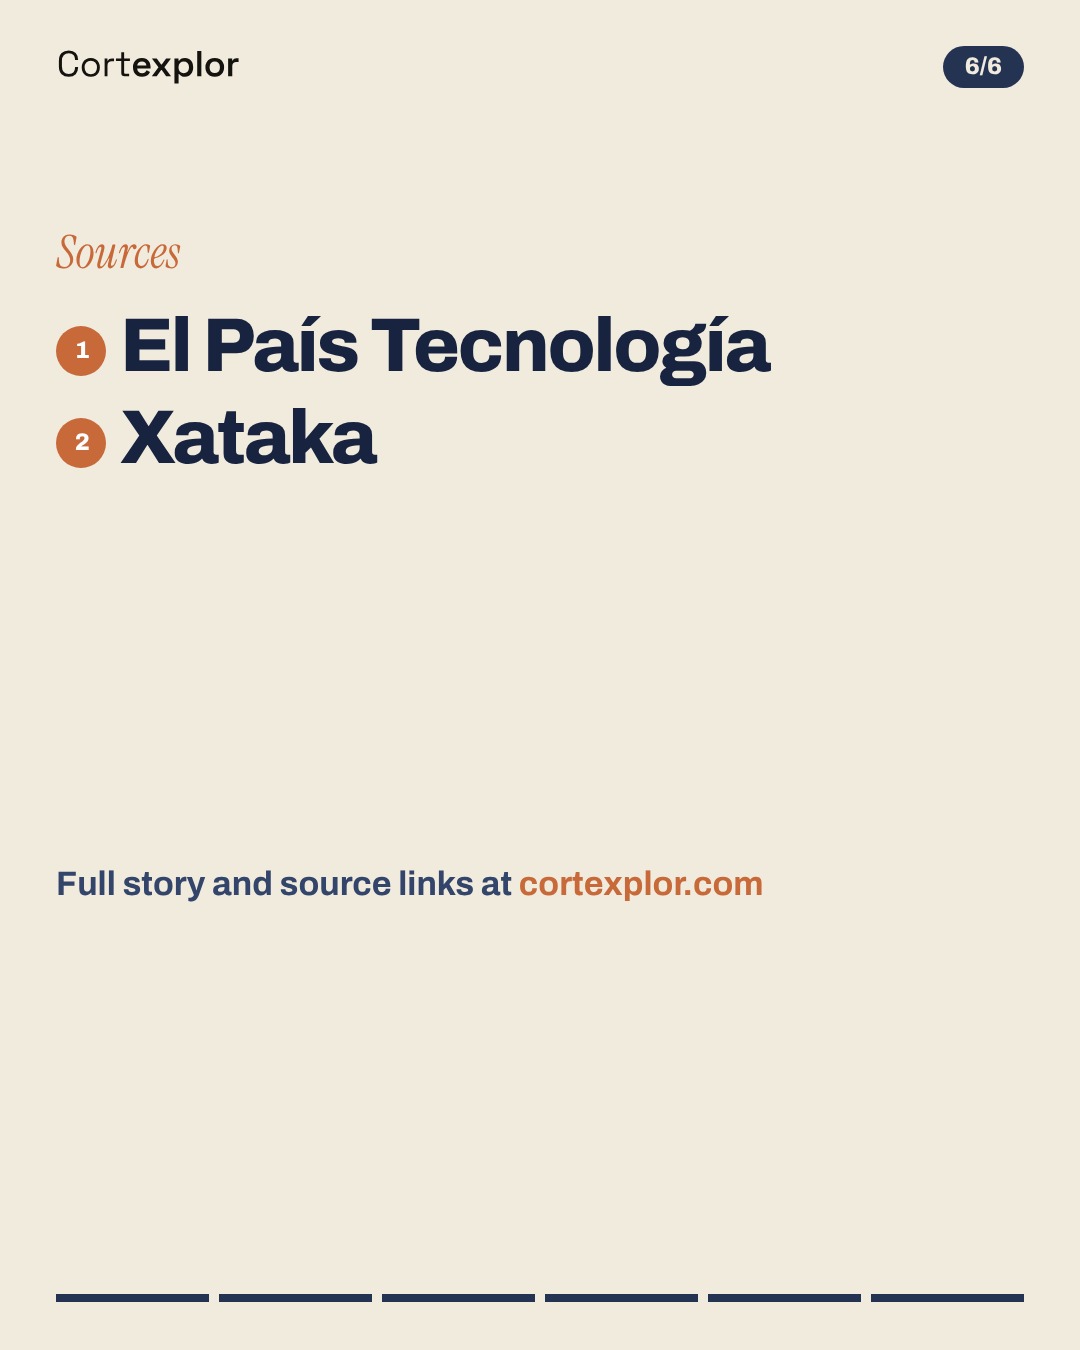 Cortexplor
6/6
Sources
1 El País Tecnología
2 Xataka
Full story and source links at cortexplor.com